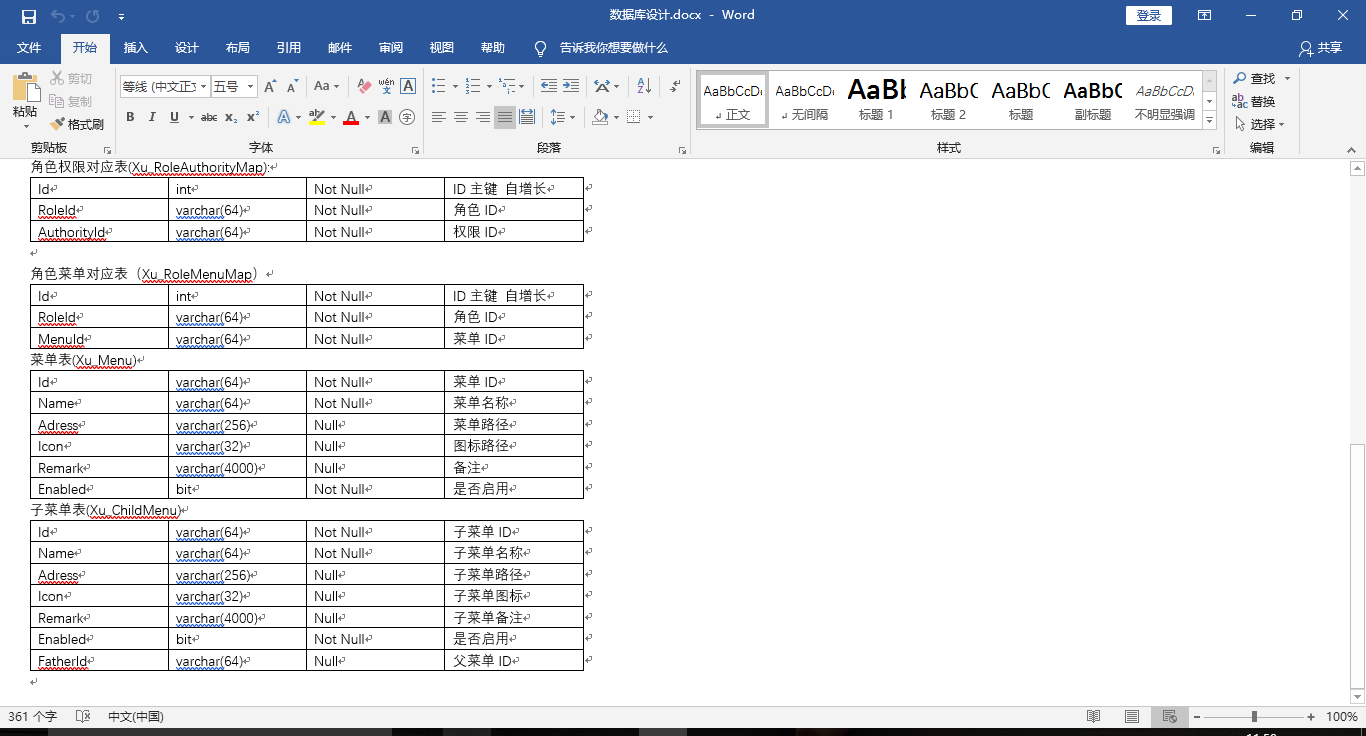 数据库设计.docx - Word
登录
文件 开始 插入 设计 布局 引用 邮件 审阅 视图 帮助 告诉我你想要做什么 共享
粘贴 剪切 复制 格式刷
等线 (中文正文 五号
AaBbCcDc 正文
AaBbCcDc 无间隔
AaBb 标题 1
AaBbC 标题 2
AaBbC 标题
AaBbC 副标题
AaBbCcD. 不明显强调
查找
替换
选择
剪贴板 字体 段落 样式 编辑
角色权限对应表(Xu_RoleAuthorityMap):
Id int Not Null ID 主键 自增长
RoleId varchar(64) Not Null 角色 ID
AuthorityId varchar(64) Not Null 权限 ID
角色菜单对应表（Xu_RoleMenuMap）
Id int Not Null ID 主键 自增长
RoleId varchar(64) Not Null 角色 ID
MenuId varchar(64) Not Null 菜单 ID
菜单表(Xu_Menu)
Id varchar(64) Not Null 菜单 ID
Name varchar(64) Not Null 菜单名称
Adress varchar(256) Null 菜单路径
Icon varchar(32) Null 图标路径
Remark varchar(4000) Null 备注
Enabled bit Not Null 是否启用
子菜单表(Xu_ChildMenu)
Id varchar(64) Not Null 子菜单 ID
Name varchar(64) Not Null 子菜单名称
Adress varchar(256) Null 子菜单路径
Icon varchar(32) Null 子菜单图标
Remark varchar(4000) Null 子菜单备注
Enabled bit Not Null 是否启用
FatherId varchar(64) Null 父菜单 ID
361 个字 中文(中国) 100%